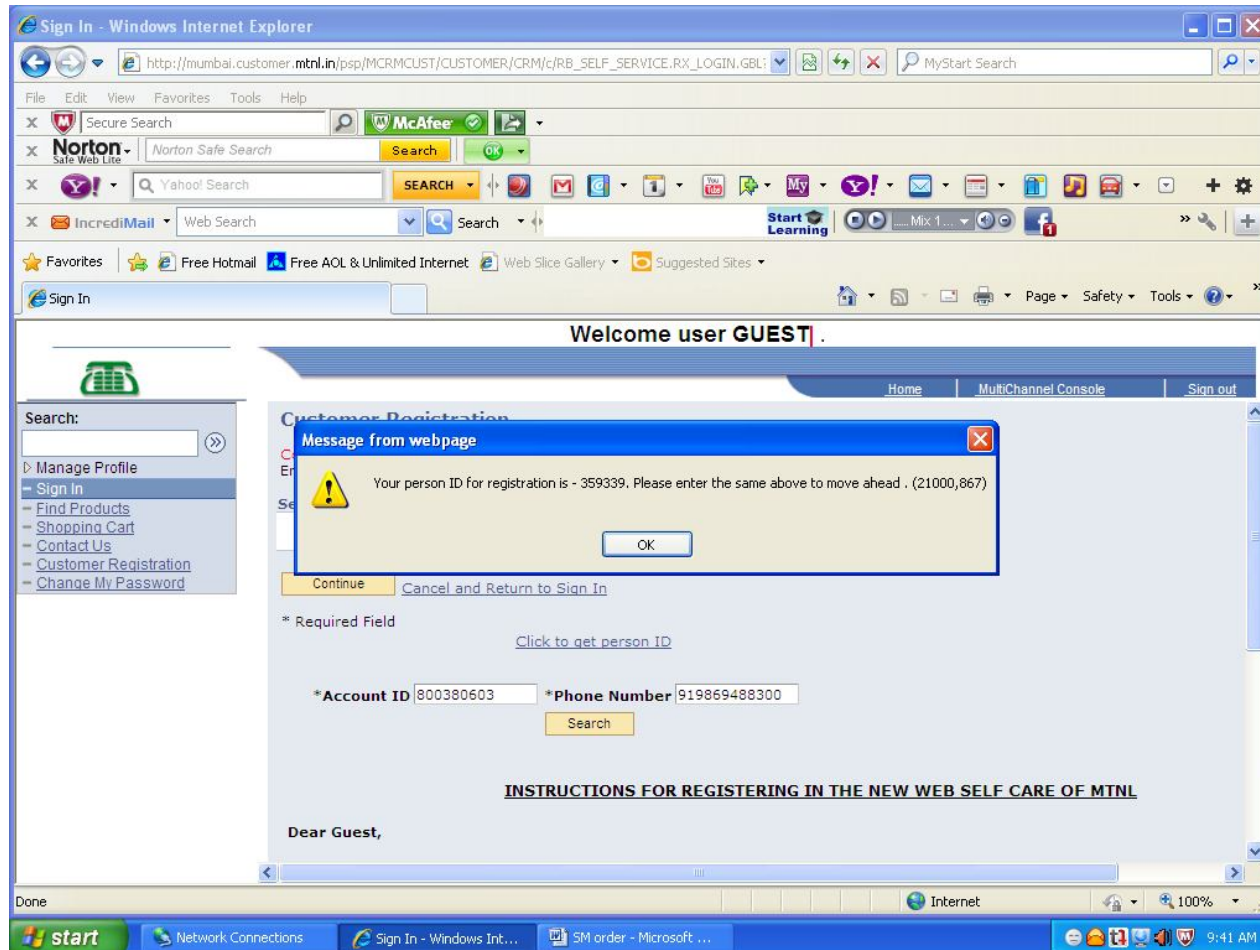 Sign In - Windows Internet Explorer
http://mumbai.customer.mtnl.in/psp/MCRMCUST/CUSTOMER/CRM/c/RB_SELF_SERVICE.RX_LOGIN.GBL?
MyStart Search
File Edit View Favorites Tools Help
x Secure Search McAfee
x Norton Safe Web Lite Norton Safe Search Search OK
x Y! Yahoo! Search SEARCH You Tube My Y!
x IncrediMail Web Search Search Start Learning ..... Mix 1... 1 »
Favorites Free Hotmail Free AOL & Unlimited Internet Web Slice Gallery Suggested Sites
Sign In Page Safety Tools »
Welcome user GUEST| .
Home MultiChannel Console Sign out
Search:
Manage Profile
Sign In
Find Products
Shopping Cart
Contact Us
Customer Registration
Change My Password
Customer Registration
Message from webpage
Your person ID for registration is - 359339. Please enter the same above to move ahead . (21000,867)
OK
Continue Cancel and Return to Sign In
* Required Field
Click to get person ID
*Account ID 800380603 *Phone Number 919869488300
Search
INSTRUCTIONS FOR REGISTERING IN THE NEW WEB SELF CARE OF MTNL
Dear Guest,
Done Internet 100%
start Network Connections Sign In - Windows Int... SM order - Microsoft ... 9:41 AM